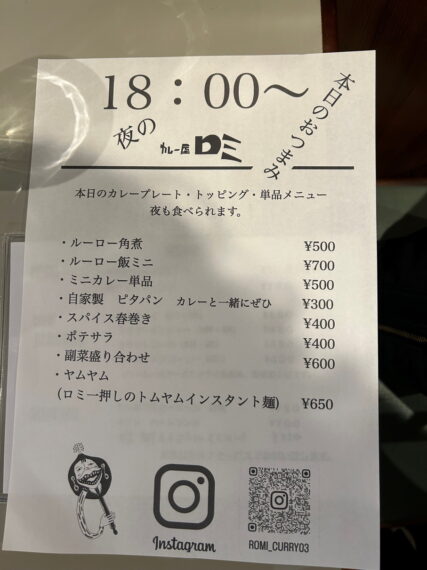 18：00～
本日のおつまみ
夜の
カレー屋 ロミ
本日のカレープレート・トッピング・単品メニュー
夜も食べられます。
・ルーロー角煮 ¥500
・ルーロー飯ミニ ¥700
・ミニカレー単品 ¥500
・自家製 ピタパン カレーと一緒にぜひ ¥300
・スパイス春巻き ¥400
・ポテサラ ¥400
・副菜盛り合わせ ¥600
・ヤムヤム
(ロミ一押しのトムヤムインスタント麺) ¥650
Instagram
ROMI_CURRY03